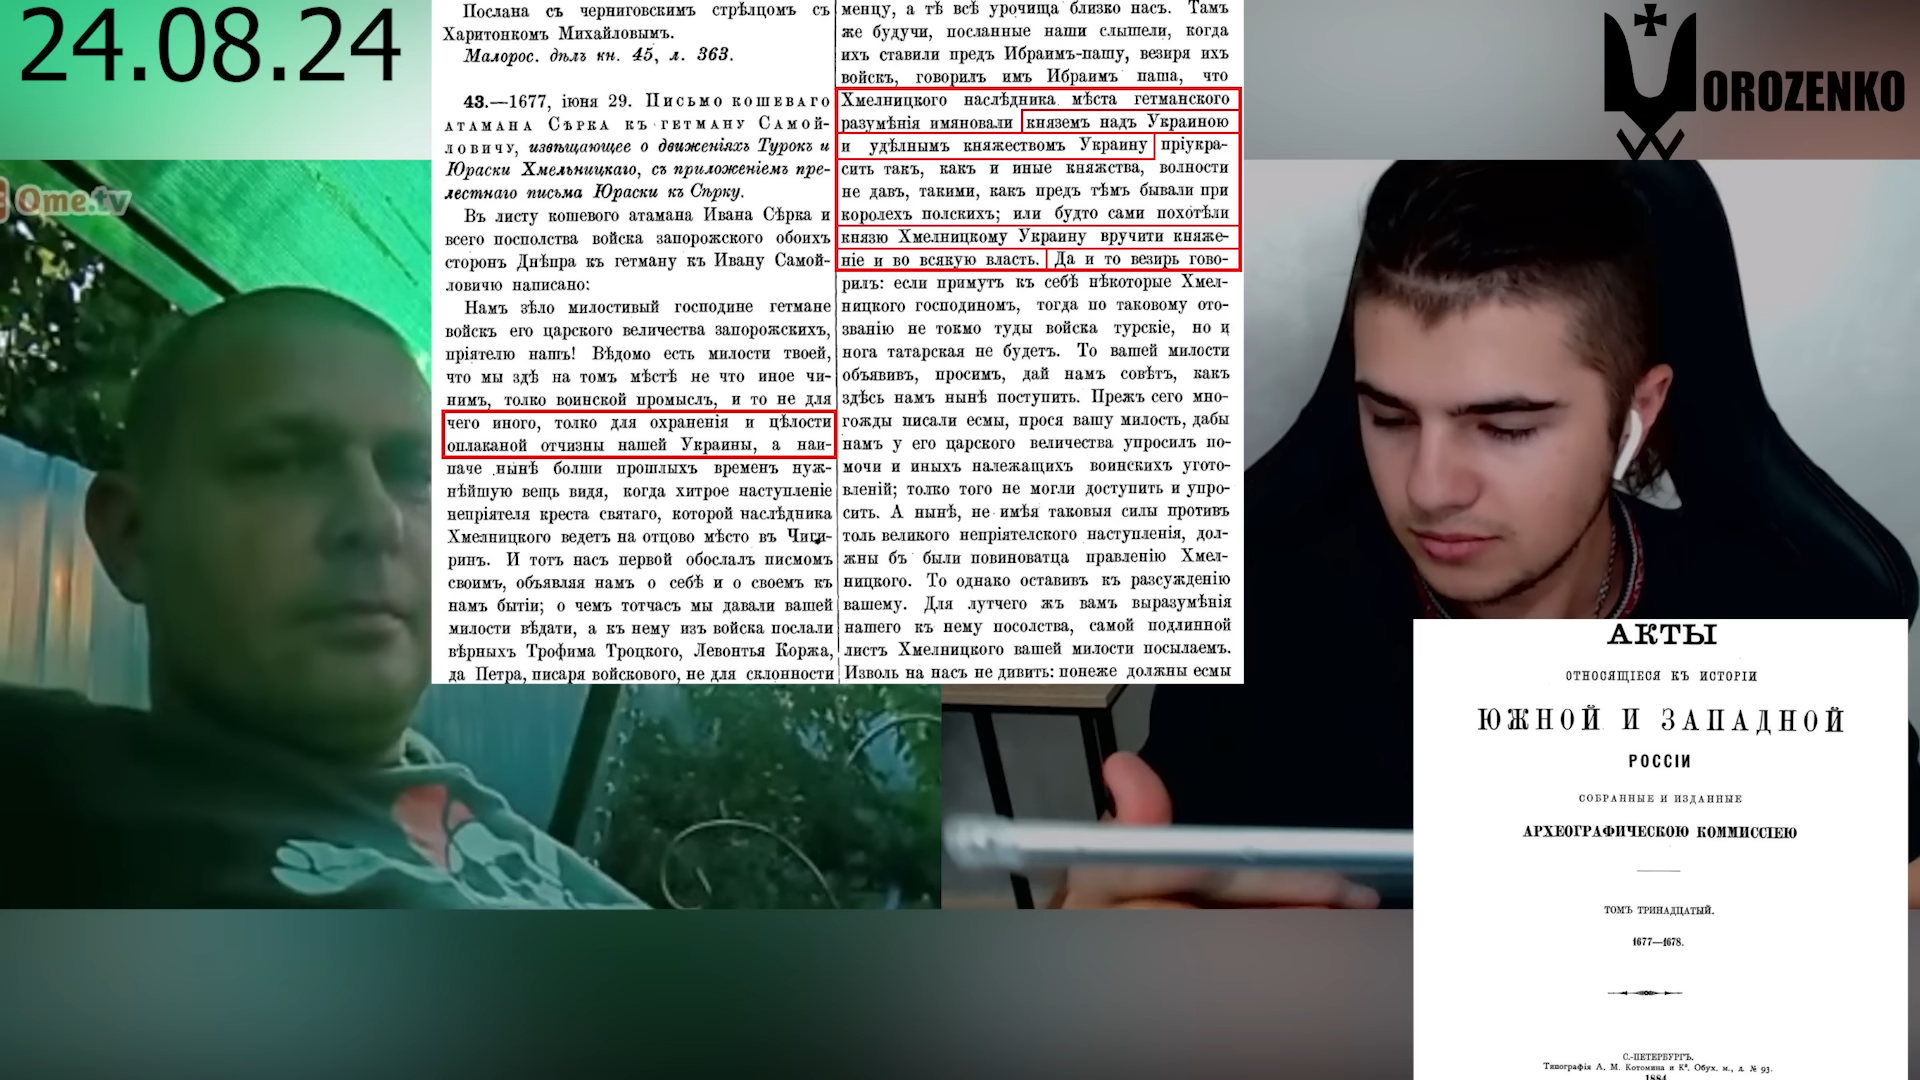 24.08.24
Ome.tv
OROZENKO
Послана съ черниговскимъ стрѣлцомъ съ
Харитонкомъ Михайловымъ.
Малорос. дѣлъ кн. 45, л. 363.
43.—1677, іюня 29. Письмо кошеваго
атамана Сѣрка къ гетману Самой-
ловичу, извѣщающее о движеніяхъ Турокъ и
Юраски Хмельницкаго, съ приложеніемъ пре-
лестнаго письма Юраски къ Сѣрку.
Въ листу кошевого атамана Ивана Сѣрка и
всего посполства войска запорожского обоихъ
сторонъ Днѣпра къ гетману къ Ивану Самой-
ловичю написано:
Намъ зѣло милостивый господине гетмане
войскъ его царского величества запорожскихъ,
пріятелю нашъ! Вѣдомо есть милости твоей,
что мы здѣ на томъ мѣстѣ не что иное чи-
нимъ, толко воинской промыслъ, и то не для
чего иного, толко для охраненія и цѣлости
оплаканой отчизны нашей Украины, а наи-
паче нынѣ болши прошлыхъ временъ нуж-
нѣйшую вещь видя, когда хитрое наступленіе
непріятеля креста святаго, которой наслѣдника
Хмелницкого ведетъ на отцово мѣсто въ Чиги-
ринъ. И тотъ насъ первой обослалъ писмомъ
своимъ, объявляя намъ о себѣ и о своемъ къ
намъ бытіи; о чемъ тотчасъ мы давали вашей
милости вѣдати, а къ нему изъ войска послали
вѣрныхъ Трофима Троцкого, Левонтья Коржа,
да Петра, писаря войскового, не для склонности
менцу, а тѣ всѣ урочища близко насъ. Тамъ
же будучи, посланные наши слышели, когда
ихъ ставили предъ Ибраимъ-пашу, везиря ихъ
войскъ, говорилъ имъ Ибраимъ паша, что
Хмелницкого наслѣдника мѣста гетманского
разумѣнія имяновали княземъ надъ Украиною
и удѣлнымъ княжествомъ Украину пріукра-
сить такъ, какъ и иные княжства, волности
не давъ, такими, какъ предъ тѣмъ бывали при
королехъ полскихъ; или будто сами похотѣли
князю Хмелницкому Украину вручити княже-
ніе и во всякую власть. Да и то везирь гово-
рилъ: если примутъ къ себѣ нѣкоторые Хмел-
ницкого господиномъ, тогда по таковому ото-
званію не токмо туды войска турскіе, но и
нога татарская не будетъ. То вашей милости
объявивъ, просимъ, дай намъ совѣтъ, какъ
здѣсь намъ нынѣ поступить. Прежъ сего мно-
гожды писали есмы, прося вашу милость, дабы
намъ у его царского величества упросилъ по-
мочи и иныхъ належащихъ воинскихъ угото-
вленій; толко того не могли доступить и упро-
сить. А нынѣ, не имѣя таковыя силы противъ
толь великого непріятелского наступленія, дол-
жны бъ были повиноватца правленію Хмел-
ницкого. То однако оставивъ къ разсужденію
вашему. Для лутчего жъ вамъ выразумѣнія
нашего къ нему посолства, самой подлинной
листъ Хмелницкого вашей милости посылаемъ.
Изволь на насъ не дивить: понеже должны есмы
АКТЫ
ОТНОСЯЩІЕСЯ КЪ ИСТОРІИ
ЮЖНОЙ И ЗАПАДНОЙ
РОССІИ
СОБРАННЫЕ И ИЗДАННЫЕ
АРХЕОГРАФИЧЕСКОЮ КОММИССІЕЮ
ТОМЪ ТРИНАДЦАТЫЙ.
1677—1678.
С.-ПЕТЕРБУРГЪ.
Типографія А. М. Котомина и К°. Обух. м., д. № 93.
1884